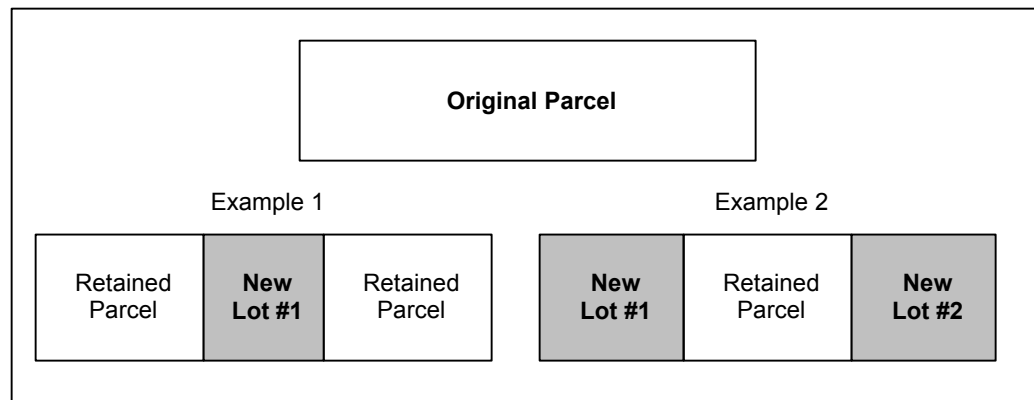 Original Parcel
Example 1
Example 2
Retained
Parcel
New
Lot #1
Retained
Parcel
New
Lot #1
Retained
Parcel
New
Lot #2